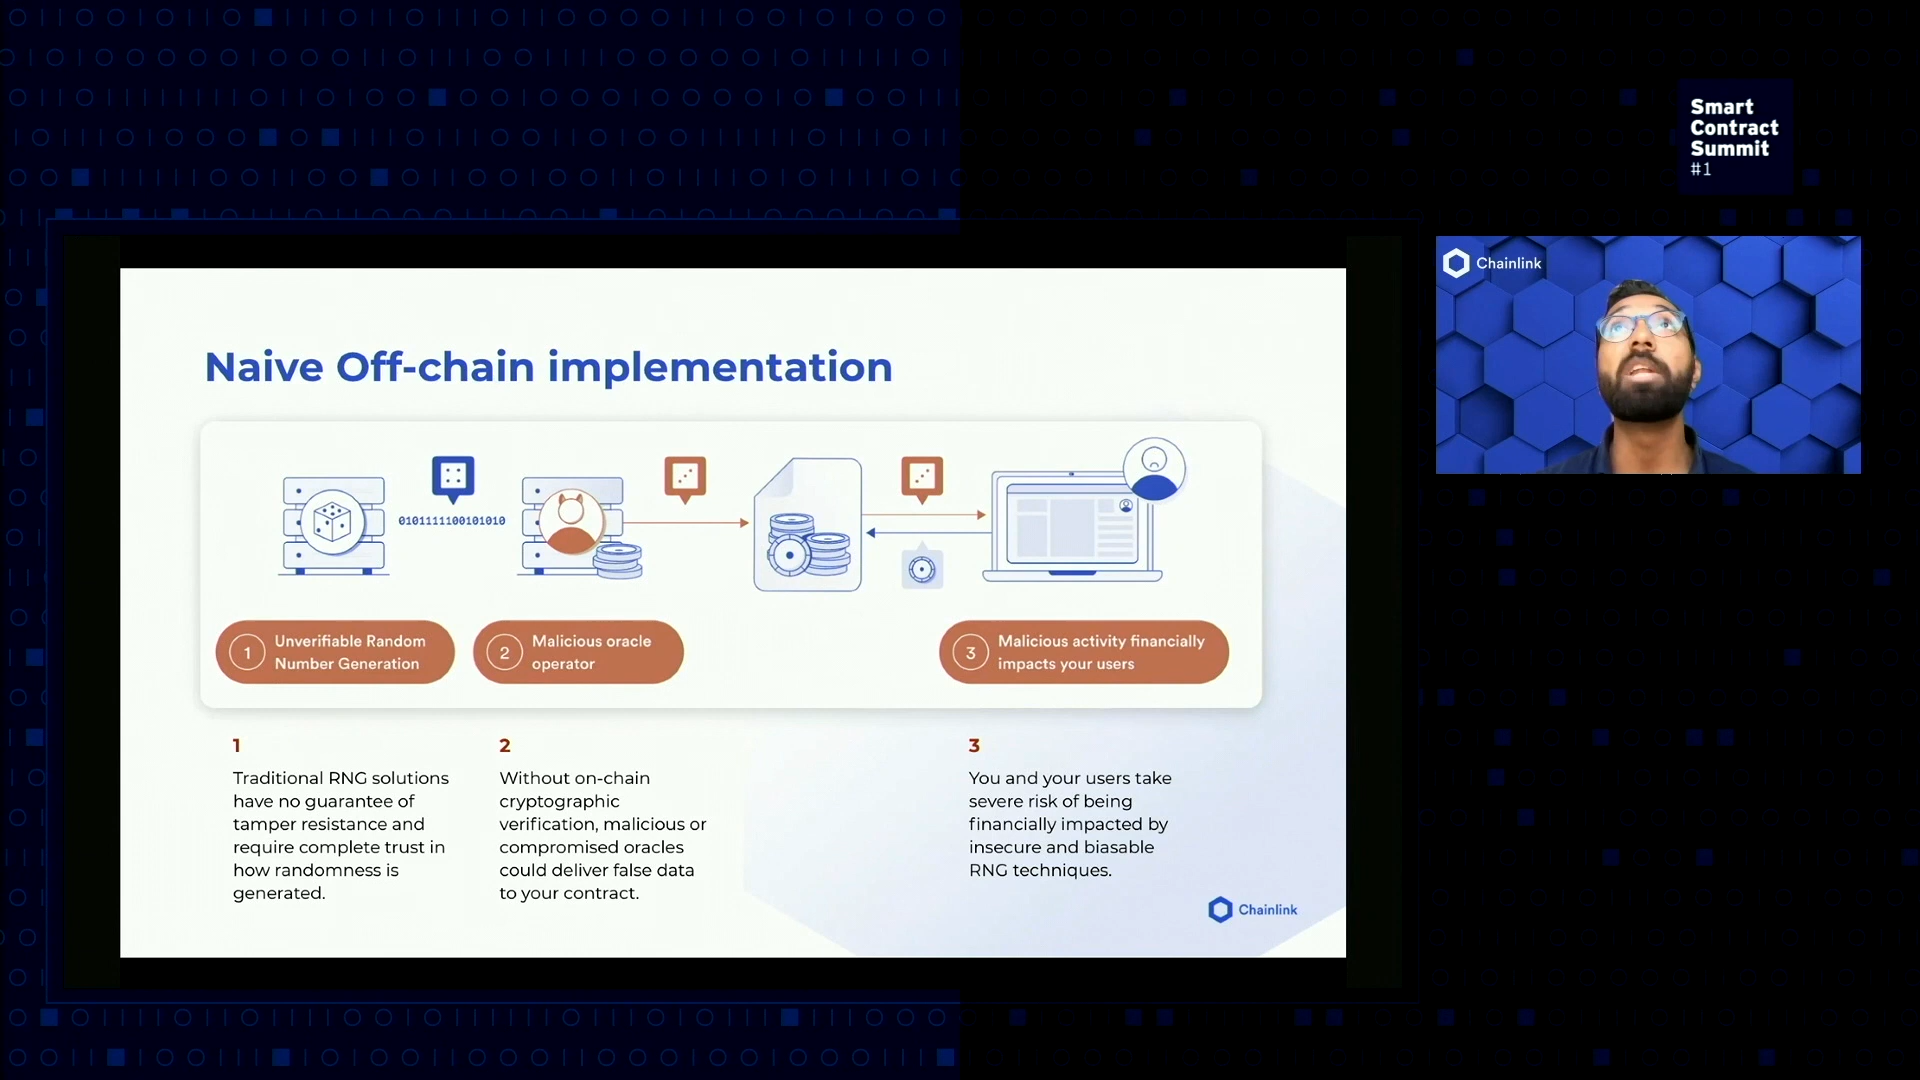 Smart
Contract
Summit
#1
Chainlink
Naive Off-chain implementation
0101111100101010
1
Unverifiable Random
Number Generation
2
Malicious oracle
operator
3
Malicious activity financially
impacts your users
1
Traditional RNG solutions
have no guarantee of
tamper resistance and
require complete trust in
how randomness is
generated.
2
Without on-chain
cryptographic
verification, malicious or
compromised oracles
could deliver false data
to your contract.
3
You and your users take
severe risk of being
financially impacted by
insecure and biasable
RNG techniques.
Chainlink